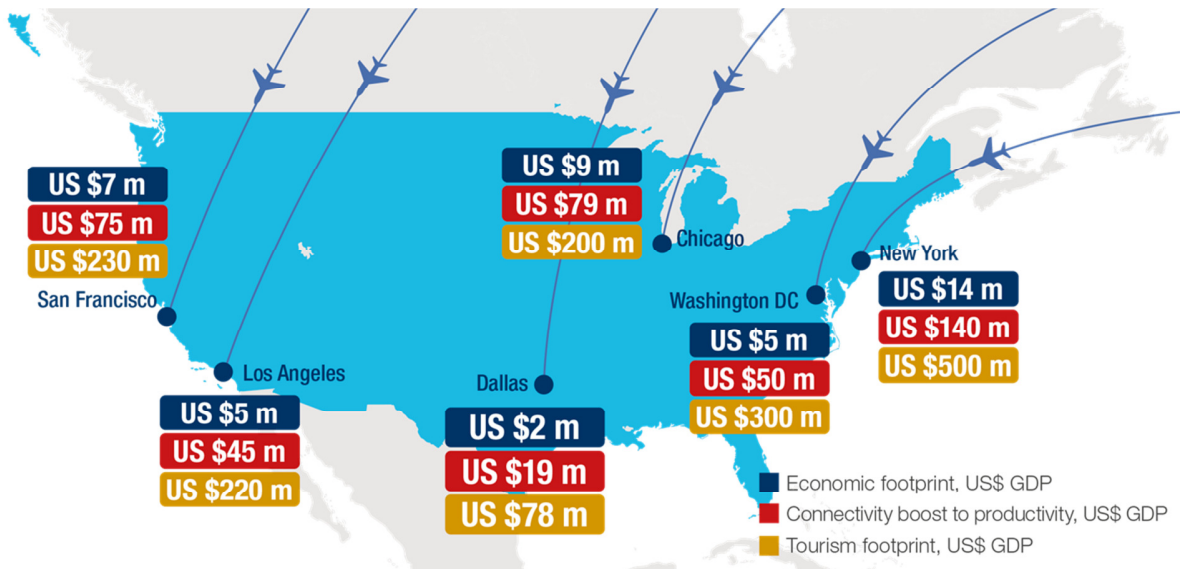 US $7 m
US $75 m
US $230 m
San Francisco
Los Angeles
US $5 m
US $45 m
US $220 m
US $9 m
US $79 m
US $200 m
Chicago
Dallas
US $2 m
US $19 m
US $78 m
Washington DC
US $5 m
US $50 m
US $300 m
New York
US $14 m
US $140 m
US $500 m
Economic footprint, US$ GDP
Connectivity boost to productivity, US$ GDP
Tourism footprint, US$ GDP